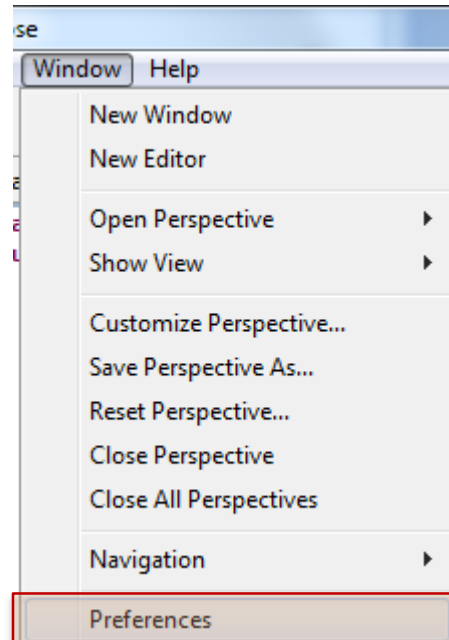 se
Window Help
New Window
New Editor
Open Perspective
Show View
Customize Perspective...
Save Perspective As...
Reset Perspective...
Close Perspective
Close All Perspectives
Navigation
Preferences